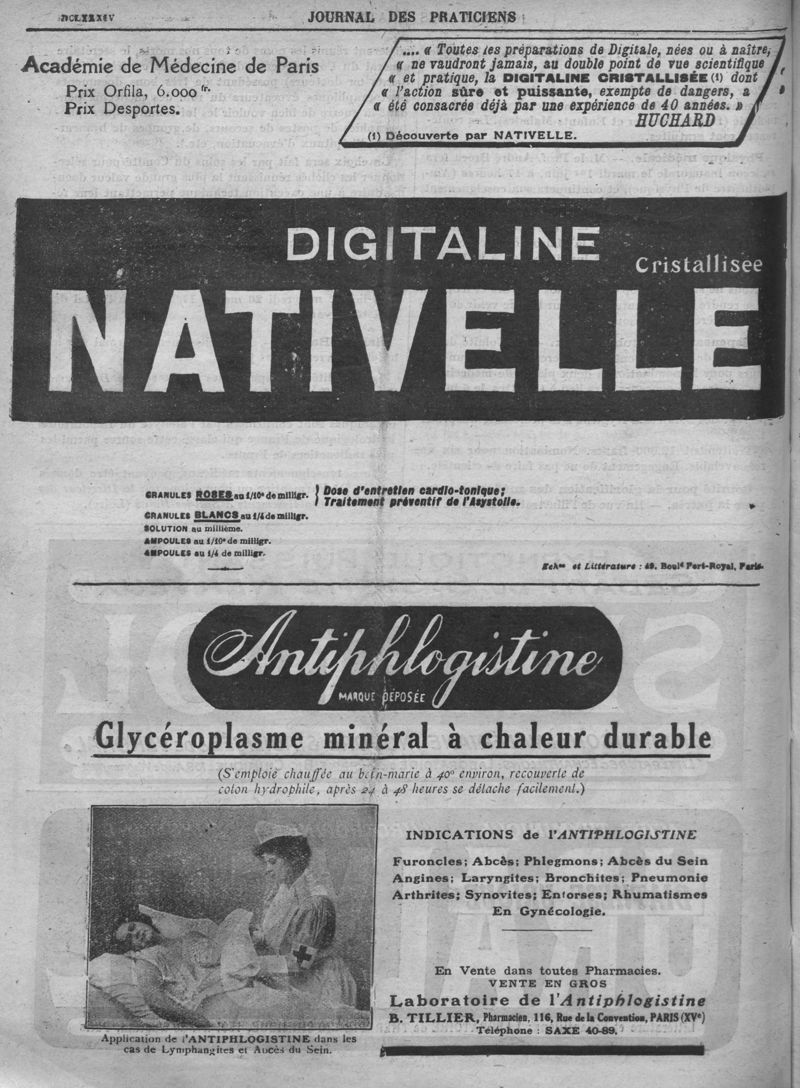 JOURNAL DES PRATICIENS
Académie de Médecine de Paris
Prix Orfila, 6.000 fr.
Prix Desportes.
.... « Toutes les préparations de Digitale, nées ou à naître,
« ne vaudront jamais, au double point de vue scientifique
« et pratique, la DIGITALINE CRISTALLISÉE (1) dont
« l'action sûre et puissante, exempte de dangers, a
« été consacrée déjà par une expérience de 40 années. »
HUCHARD
(1) Découverte par NATIVELLE.
DIGITALINE
Cristallisée
NATIVELLE
GRANULES ROSES au 1/10e de milligr. } Dose d'entretien cardio-tonique;
Traitement préventif de l'Asystolie.
GRANULES BLANCS au 1/4 de milligr.
SOLUTION au millième.
AMPOULES au 1/10e de milligr.
AMPOULES au 1/4 de milligr.
Echon et Littérature : 49, Bould Port-Royal, Paris.
Antiphlogistine
MARQUE DÉPOSÉE
Glycéroplasme minéral à chaleur durable
(S'emploie chauffée au bain-marie à 40° environ, recouverte de
coton hydrophile, après 24 à 48 heures se détache facilement.)
INDICATIONS de l'ANTIPHLOGISTINE
Furoncles; Abcès; Phlegmons; Abcès du Sein
Angines; Laryngites; Bronchites; Pneumonie
Arthrites; Synovites; Entorses; Rhumatismes
En Gynécologie.
En Vente dans toutes Pharmacies.
VENTE EN GROS
Laboratoire de l'Antiphlogistine
B. TILLIER, Pharmacien, 116, Rue de la Convention, PARIS (XVe)
Téléphone : SAXE 40-89.
Application de l'ANTIPHLOGISTINE dans les
cas de Lymphangites et Abcès du Sein.